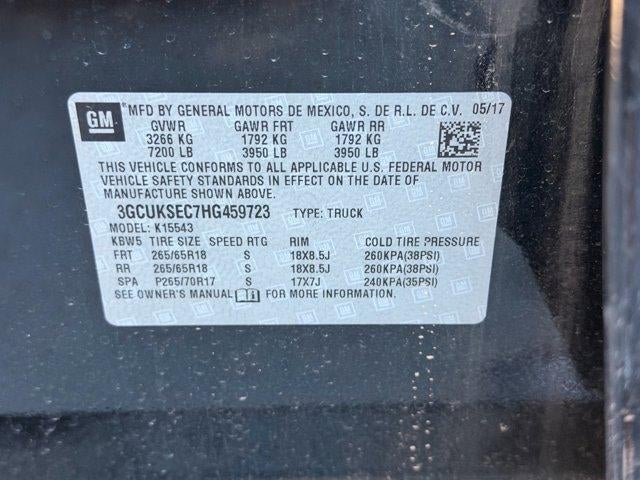 GM ® MFD BY GENERAL MOTORS DE MEXICO, S. DE R.L. DE C.V. 05/17
GVWR GAWR FRT GAWR RR
3266 KG 1792 KG 1792 KG
7200 LB 3950 LB 3950 LB
THIS VEHICLE CONFORMS TO ALL APPLICABLE U.S. FEDERAL MOTOR
VEHICLE SAFETY STANDARDS IN EFFECT ON THE DATE OF
MANUFACTURE SHOWN ABOVE.
3GCUKSEC7HG459723 TYPE: TRUCK
MODEL: K15543
KBW5 TIRE SIZE SPEED RTG RIM COLD TIRE PRESSURE
FRT 265/65R18 S 18X8.5J 260KPA(38PSI)
RR 265/65R18 S 18X8.5J 260KPA(38PSI)
SPA P265/70R17 S 17X7J 240KPA(35PSI)
SEE OWNER'S MANUAL FOR MORE INFORMATION.